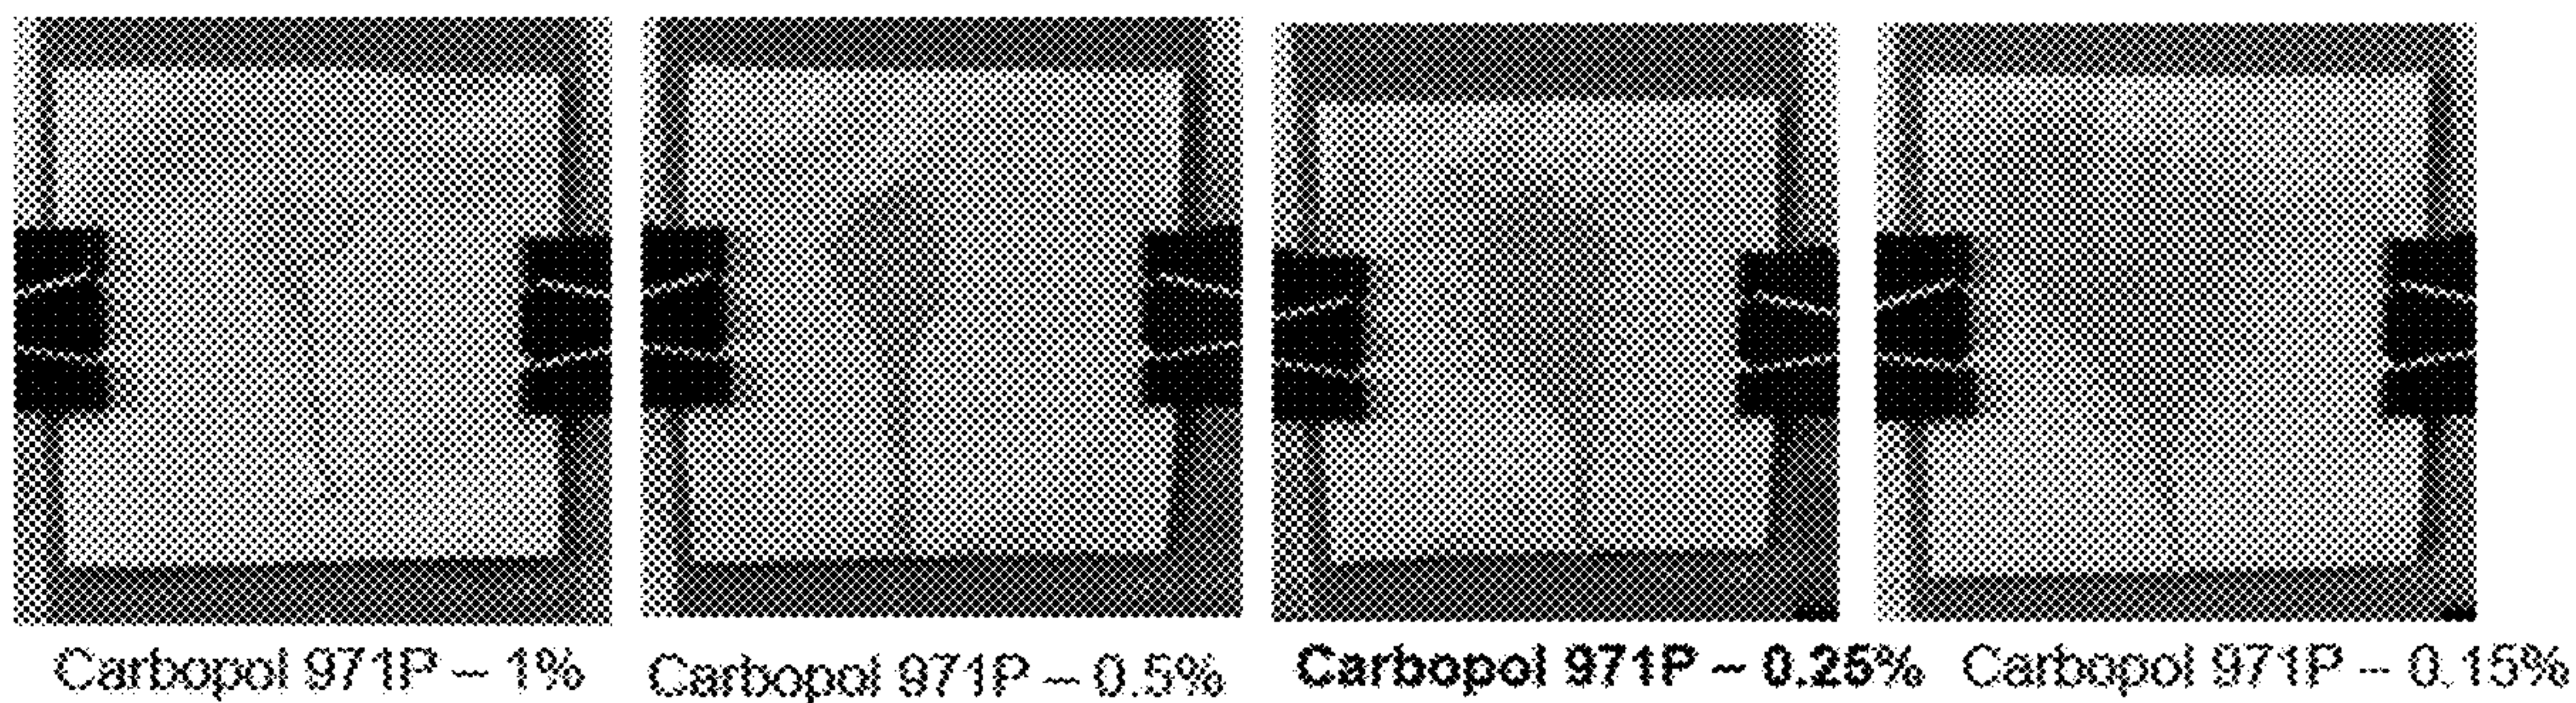 Carbopol 971P – 1%
Carbopol 971P – 0.5%
Carbopol 971P – 0.25%
Carbopol 971P – 0.15%